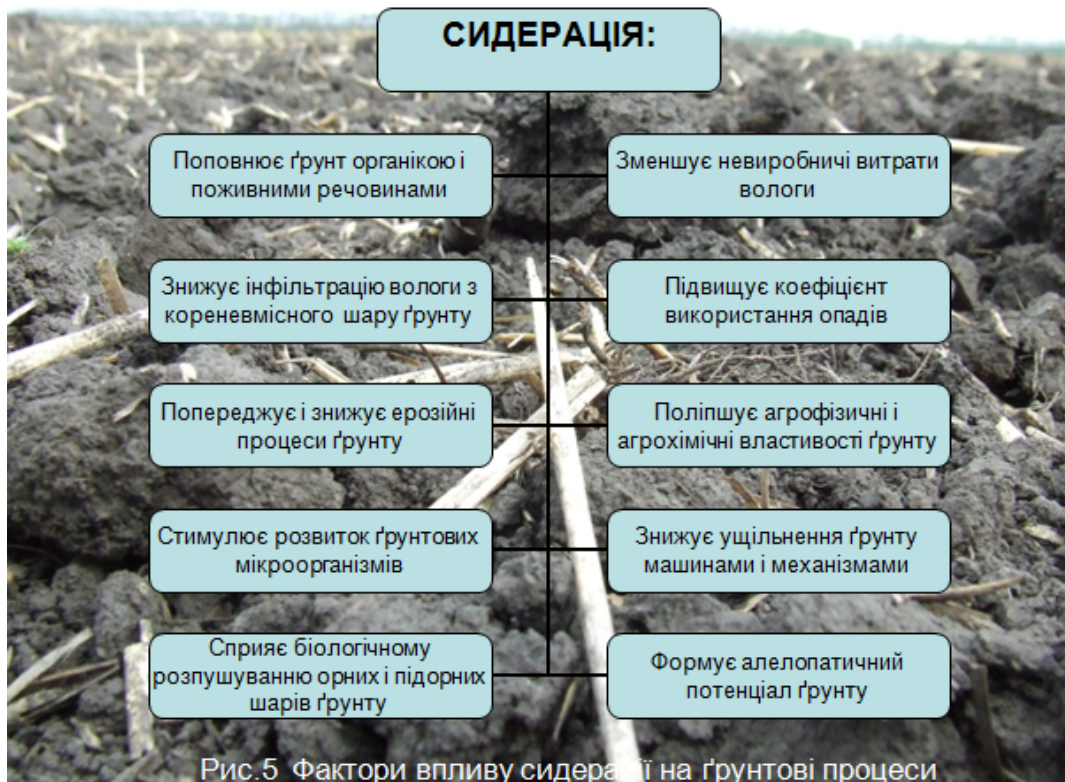 СИДЕРАЦІЯ:
Поповнює ґрунт органікою і
поживними речовинами
Зменшує невиробничі витрати
вологи
Знижує інфільтрацію вологи з
кореневмісного шару ґрунту
Підвищує коефіцієнт
використання опадів
Попереджує і знижує ерозійні
процеси ґрунту
Поліпшує агрофізичні і
агрохімічні властивості ґрунту
Стимулює розвиток ґрунтових
мікроорганізмів
Знижує ущільнення ґрунту
машинами і механізмами
Сприяє біологічному
розпушуванню орних і підорних
шарів ґрунту
Формує алелопатичний
потенціал ґрунту
Рис.5 Фактори впливу сидерації на ґрунтові процеси